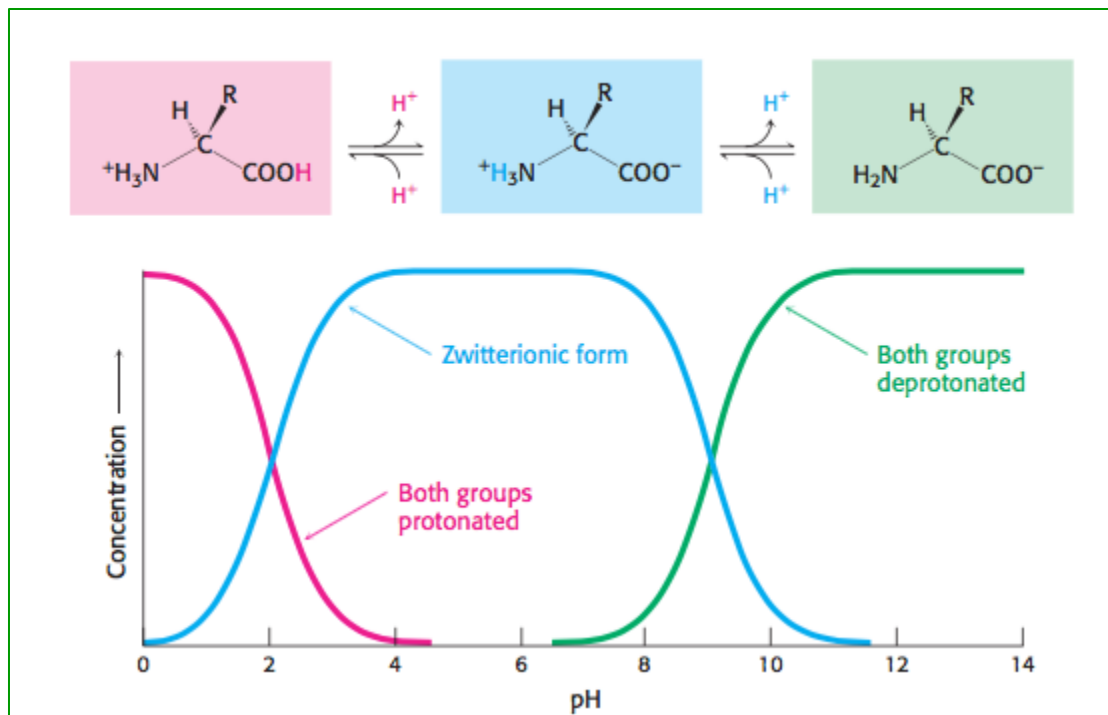 H R
C
⁺H₃N COOH
H⁺
H⁺
H R
C
⁺H₃N COO⁻
H⁺
H⁺
H R
C
H₂N COO⁻
Concentration
Zwitterionic form
Both groups
deprotonated
Both groups
protonated
0 2 4 6 8 10 12 14
pH